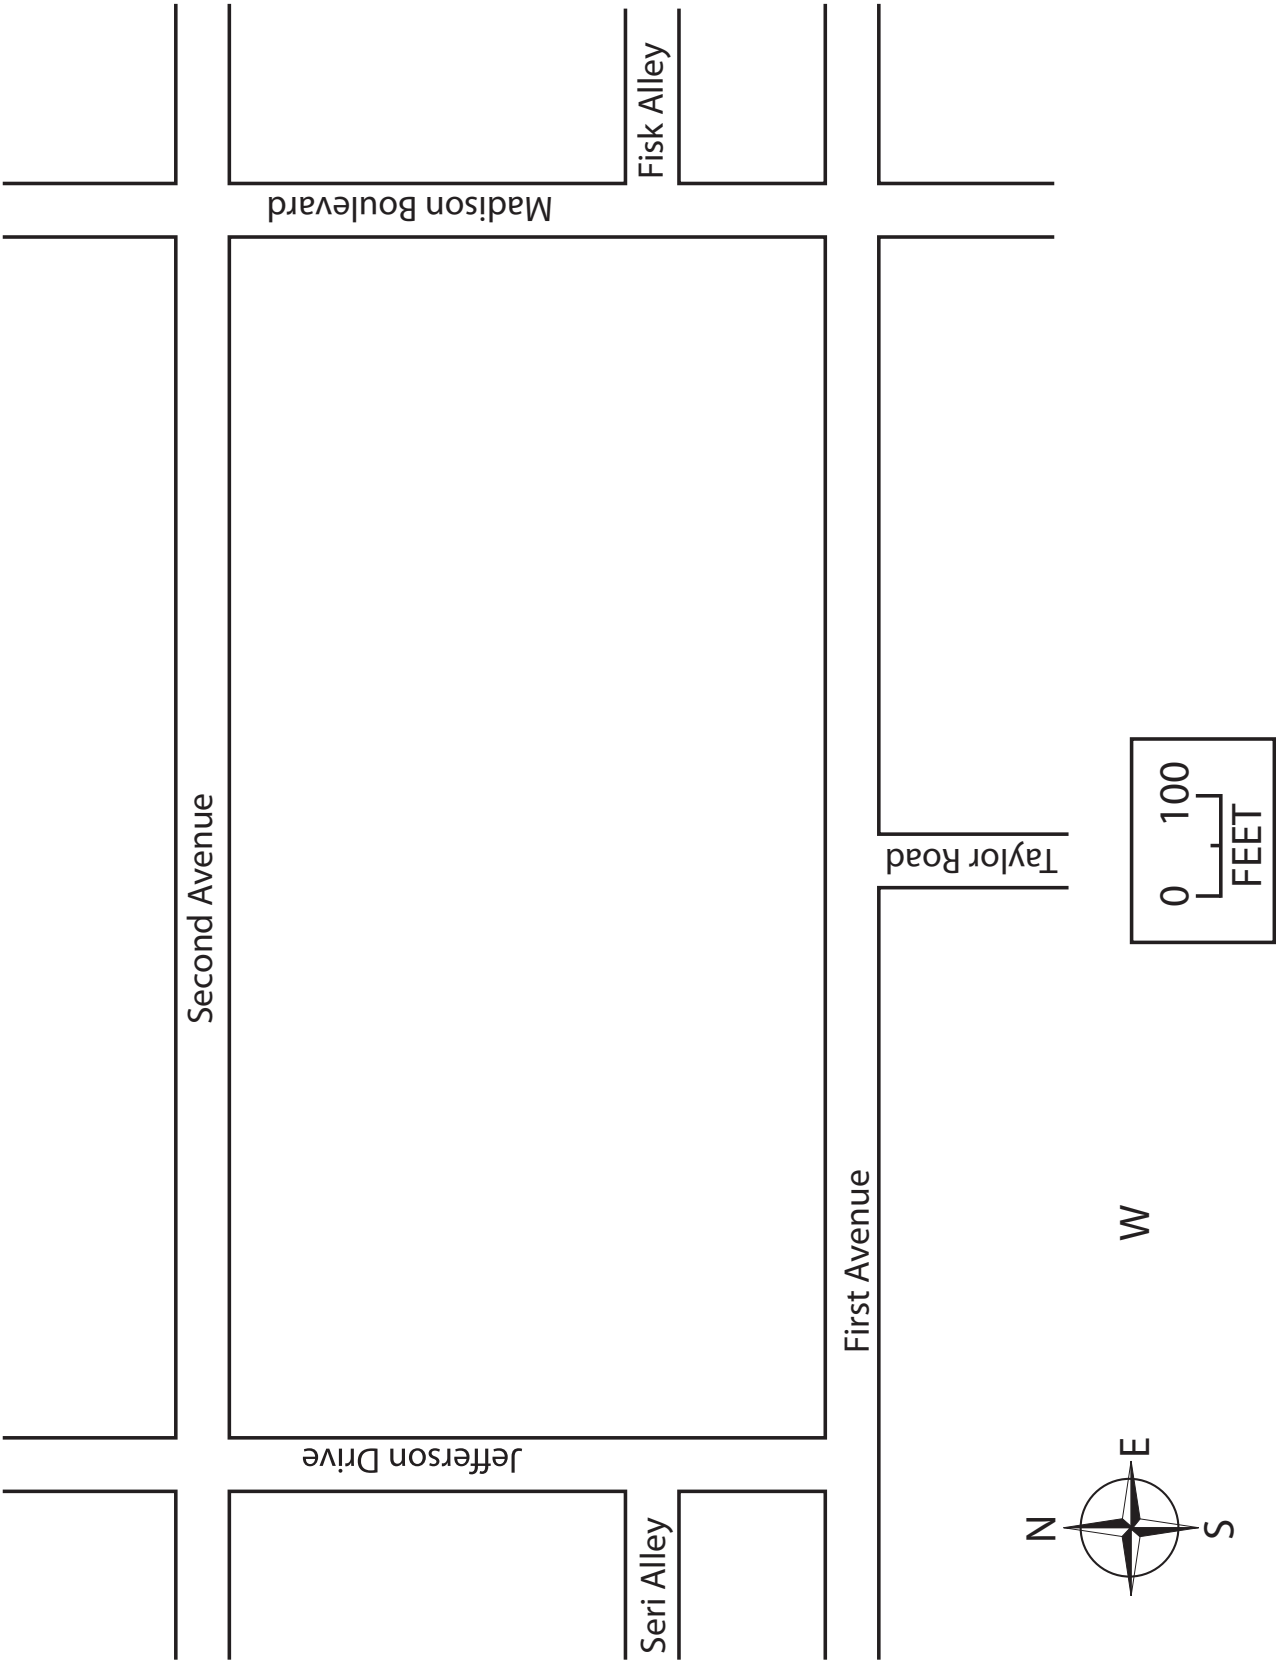 Second Avenue
Jefferson Drive
Madison Boulevard
Seri Alley
Fisk Alley
First Avenue
Taylor Road
N
W
E
S
0 100
FEET